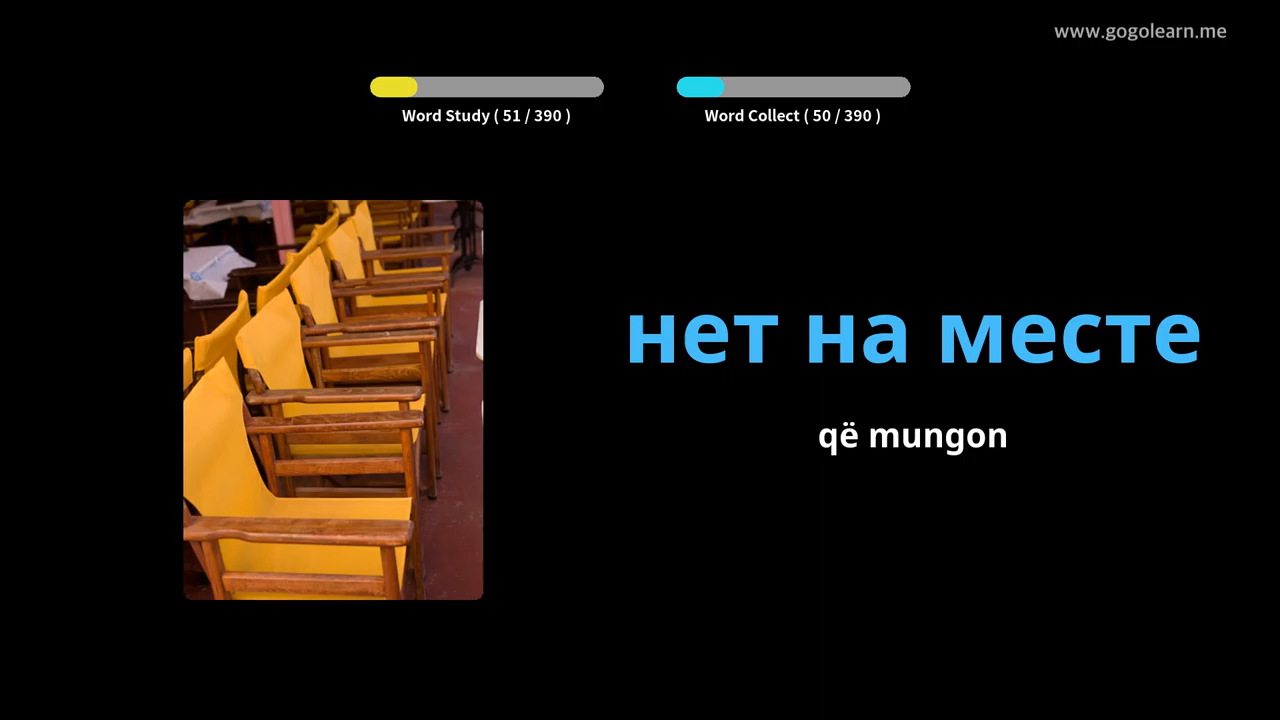 www.gogolearn.me
Word Study ( 51 / 390 )
Word Collect ( 50 / 390 )
нет на месте
që mungon